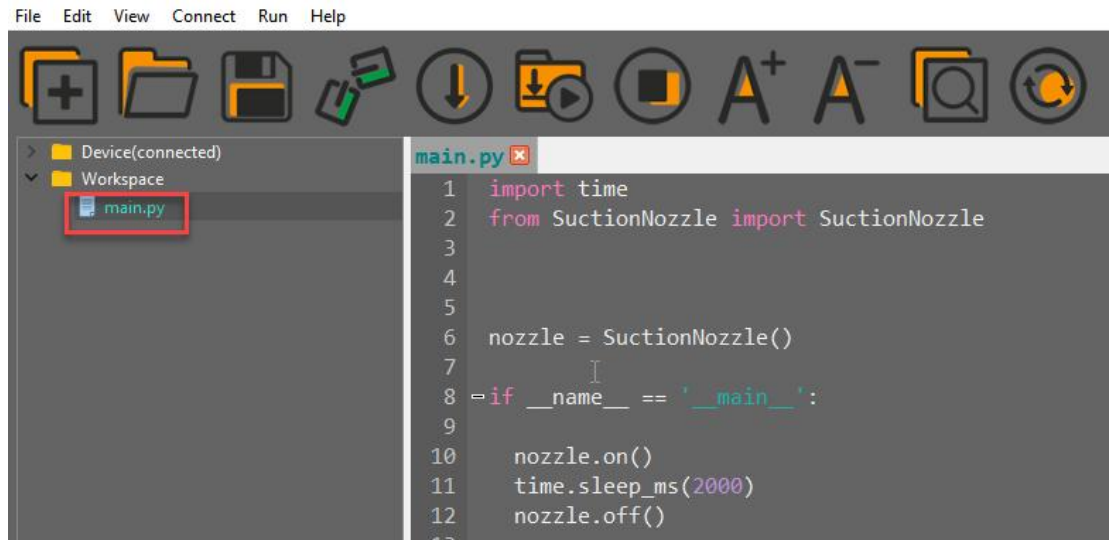 File Edit View Connect Run Help
A+ A-
Device(connected)
Workspace
main.py
main.py
1 import time
2 from SuctionNozzle import SuctionNozzle
3
4
5
6 nozzle = SuctionNozzle()
7
8 if __name__ == '__main__':
9
10 nozzle.on()
11 time.sleep_ms(2000)
12 nozzle.off()